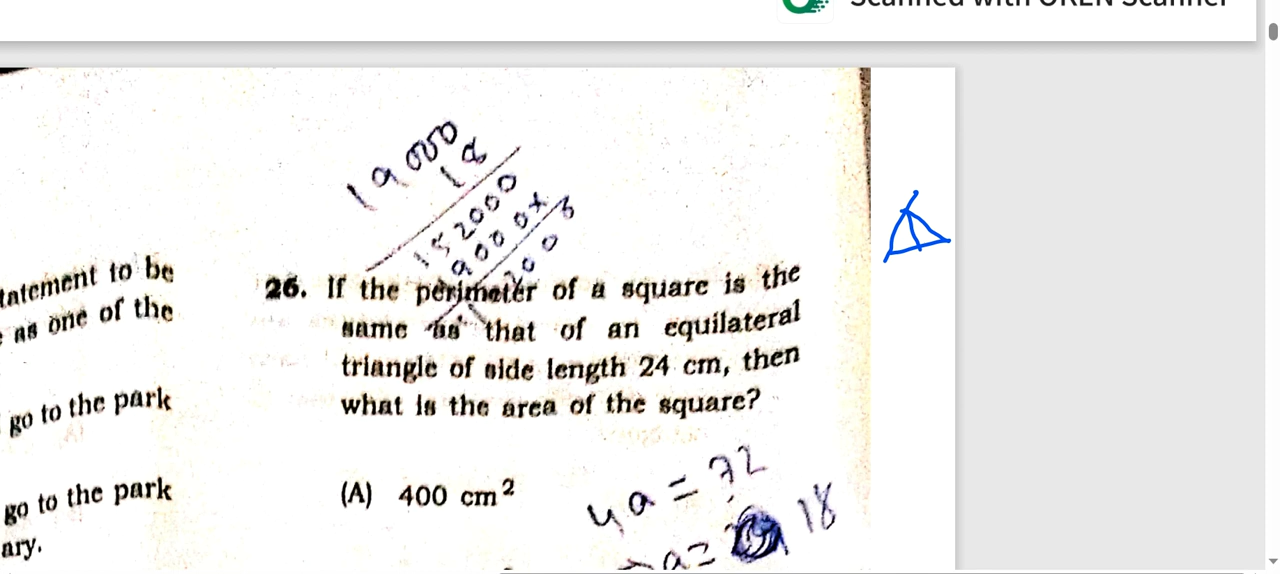 Scanned with OKEN Scanner
tatement to be
as one of the
go to the park
go to the park
ary.
19000
18
152000
9000x
26. If the perimeter of a square is the
same as that of an equilateral
triangle of side length 24 cm, then
what is the area of the square?
(A) 400 cm²
4a = 72
a = 18